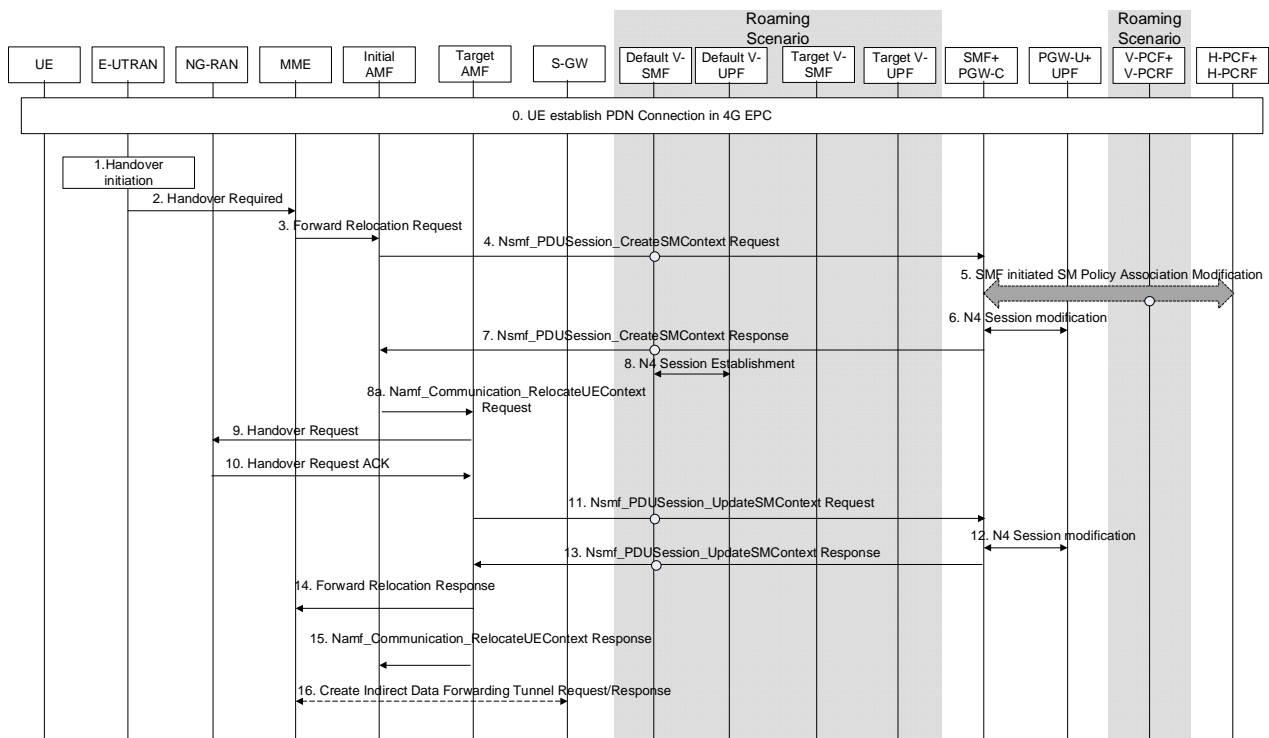 Roaming
Scenario
Roaming
Scenario
UE
E-UTRAN
NG-RAN
MME
Initial
AMF
Target
AMF
S-GW
Default V-
SMF
Default V-
UPF
Target V-
SMF
Target V-
UPF
SMF+
PGW-C
PGW-U+
UPF
V-PCF+
V-PCRF
H-PCF+
H-PCRF
0. UE establish PDN Connection in 4G EPC
1.Handover
initiation
2. Handover Required
3. Forward Relocation Request
4. Nsmf_PDUSession_CreateSMContext Request
5. SMF initiated SM Policy Association Modification
6. N4 Session modification
7. Nsmf_PDUSession_CreateSMContext Response
8. N4 Session Establishment
8a. Namf_Communication_RelocateUEContext
Request
9. Handover Request
10. Handover Request ACK
11. Nsmf_PDUSession_UpdateSMContext Request
12. N4 Session modification
13. Nsmf_PDUSession_UpdateSMContext Response
14. Forward Relocation Response
15. Namf_Communication_RelocateUEContext Response
16. Create Indirect Data Forwarding Tunnel Request/Response